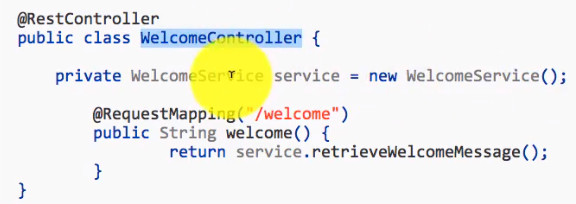 @RestController
public class WelcomeController {
private WelcomeService service = new WelcomeService();
@RequestMapping("/welcome")
public String welcome() {
return service.retrieveWelcomeMessage();
}
}